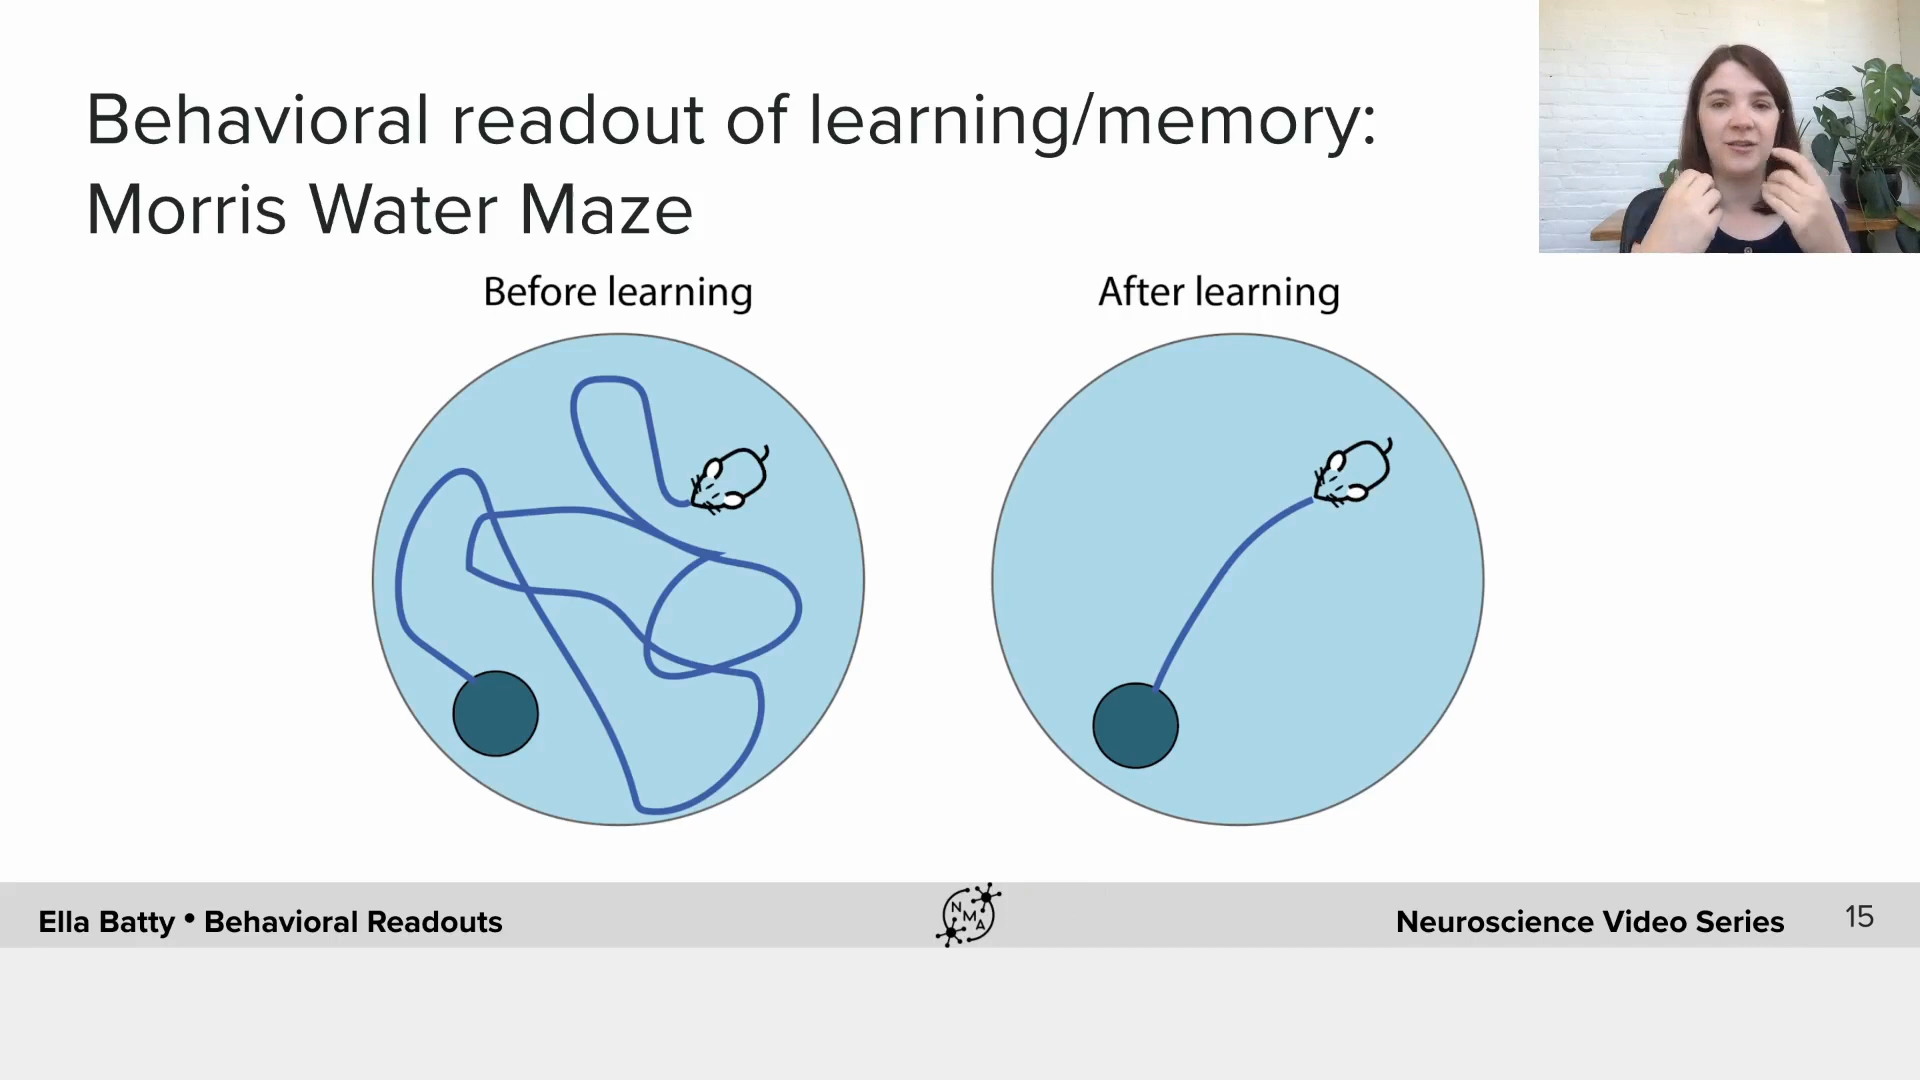 Behavioral readout of learning/memory:
Morris Water Maze
Before learning
After learning
Ella Batty • Behavioral Readouts
NMA
Neuroscience Video Series
15